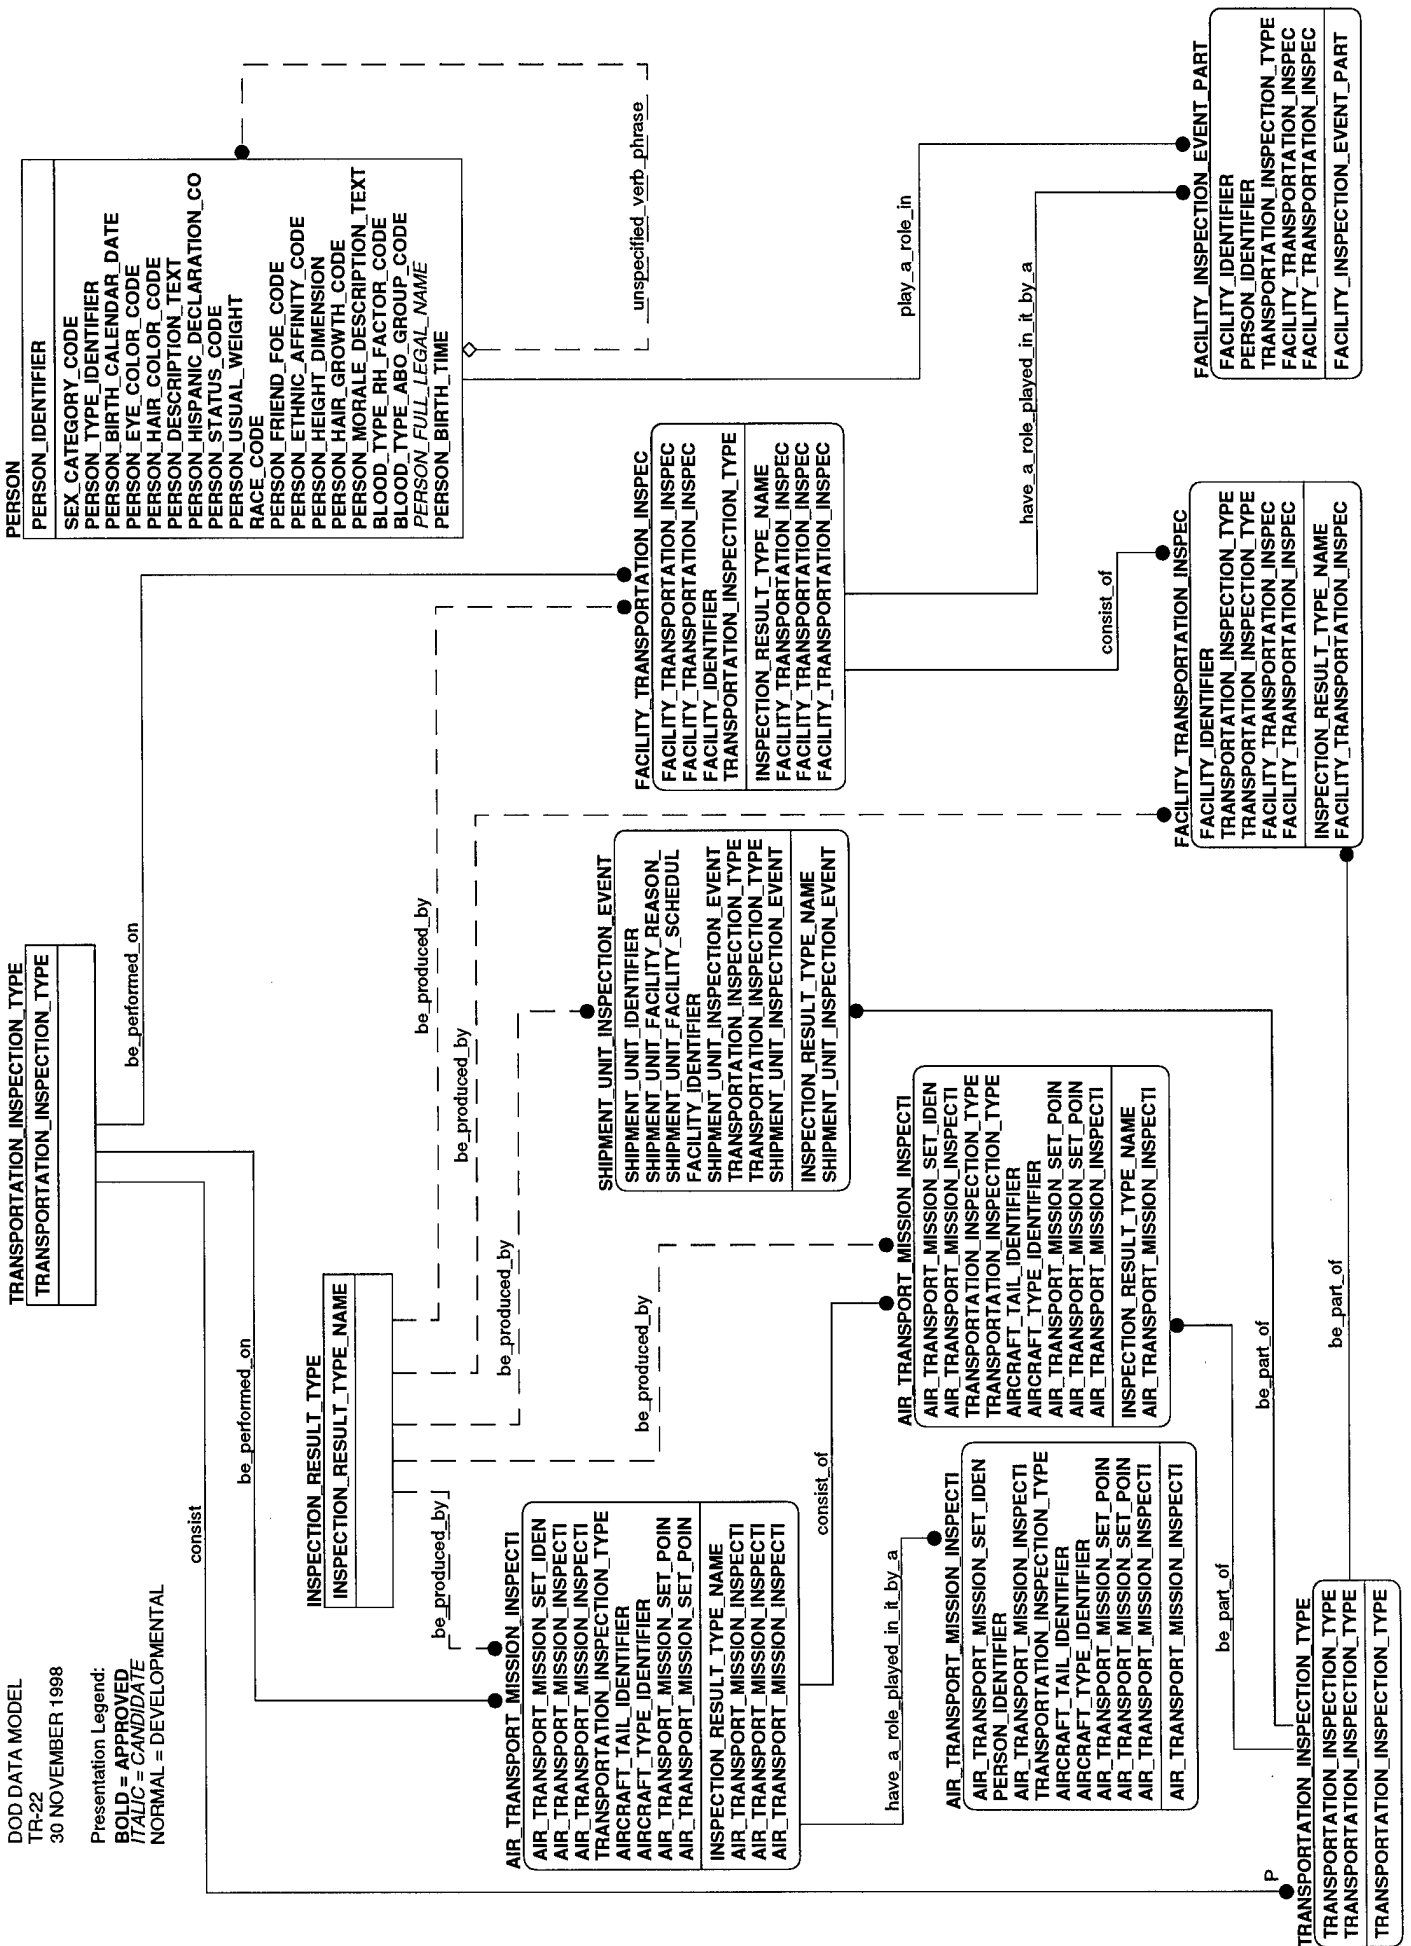 DOD DATA MODEL
TR-22
30 NOVEMBER 1998
Presentation Legend:
BOLD = APPROVED
ITALIC = CANDIDATE
NORMAL = DEVELOPMENTAL
TRANSPORTATION_INSPECTION_TYPE
TRANSPORTATION_INSPECTION_TYPE
PERSON
PERSON_IDENTIFIER
SEX_CATEGORY_CODE
PERSON_TYPE_IDENTIFIER
PERSON_BIRTH_CALENDAR_DATE
PERSON_EYE_COLOR_CODE
PERSON_HAIR_COLOR_CODE
PERSON_DESCRIPTION_TEXT
PERSON_HISPANIC_DECLARATION_CO
PERSON_STATUS_CODE
PERSON_USUAL_WEIGHT
RACE_CODE
PERSON_FRIEND_FOE_CODE
PERSON_ETHNIC_AFFINITY_CODE
PERSON_HEIGHT_DIMENSION
PERSON_HAIR_GROWTH_CODE
PERSON_MORALE_DESCRIPTION_TEXT
BLOOD_TYPE_RH_FACTOR_CODE
BLOOD_TYPE_ABO_GROUP_CODE
PERSON_FULL_LEGAL_NAME
PERSON_BIRTH_TIME
unspecified_verb_phrase
consist
be_performed_on
be_performed_on
INSPECTION_RESULT_TYPE
INSPECTION_RESULT_TYPE_NAME
be_produced_by
be_produced_by
be_produced_by
be_produced_by
be_produced_by
AIR_TRANSPORT_MISSION_INSPECTI
AIR_TRANSPORT_MISSION_SET_IDEN
AIR_TRANSPORT_MISSION_INSPECTI
AIR_TRANSPORT_MISSION_INSPECTI
TRANSPORTATION_INSPECTION_TYPE
AIRCRAFT_TAIL_IDENTIFIER
AIRCRAFT_TYPE_IDENTIFIER
AIR_TRANSPORT_MISSION_SET_POIN
AIR_TRANSPORT_MISSION_SET_POIN
INSPECTION_RESULT_TYPE_NAME
AIR_TRANSPORT_MISSION_INSPECTI
AIR_TRANSPORT_MISSION_INSPECTI
AIR_TRANSPORT_MISSION_INSPECTI
SHIPMENT_UNIT_INSPECTION_EVENT
SHIPMENT_UNIT_IDENTIFIER
SHIPMENT_UNIT_FACILITY_REASON_
SHIPMENT_UNIT_FACILITY_SCHEDUL
FACILITY_IDENTIFIER
SHIPMENT_UNIT_INSPECTION_EVENT
TRANSPORTATION_INSPECTION_TYPE
TRANSPORTATION_INSPECTION_TYPE
SHIPMENT_UNIT_INSPECTION_EVENT
INSPECTION_RESULT_TYPE_NAME
SHIPMENT_UNIT_INSPECTION_EVENT
FACILITY_TRANSPORTATION_INSPEC
FACILITY_TRANSPORTATION_INSPEC
FACILITY_TRANSPORTATION_INSPEC
FACILITY_IDENTIFIER
TRANSPORTATION_INSPECTION_TYPE
INSPECTION_RESULT_TYPE_NAME
FACILITY_TRANSPORTATION_INSPEC
FACILITY_TRANSPORTATION_INSPEC
FACILITY_TRANSPORTATION_INSPEC
play_a_role_in
have_a_role_played_in_it_by_a
consist_of
consist_of
have_a_role_played_in_it_by_a
AIR_TRANSPORT_MISSION_INSPECTI
AIR_TRANSPORT_MISSION_SET_IDEN
PERSON_IDENTIFIER
AIR_TRANSPORT_MISSION_INSPECTI
TRANSPORTATION_INSPECTION_TYPE
AIRCRAFT_TAIL_IDENTIFIER
AIRCRAFT_TYPE_IDENTIFIER
AIR_TRANSPORT_MISSION_SET_POIN
AIR_TRANSPORT_MISSION_SET_POIN
AIR_TRANSPORT_MISSION_INSPECTI
AIR_TRANSPORT_MISSION_INSPECTI
AIR_TRANSPORT_MISSION_INSPECTI
AIR_TRANSPORT_MISSION_SET_IDEN
AIR_TRANSPORT_MISSION_INSPECTI
TRANSPORTATION_INSPECTION_TYPE
TRANSPORTATION_INSPECTION_TYPE
AIRCRAFT_TAIL_IDENTIFIER
AIRCRAFT_TYPE_IDENTIFIER
AIR_TRANSPORT_MISSION_SET_POIN
AIR_TRANSPORT_MISSION_SET_POIN
AIR_TRANSPORT_MISSION_INSPECTI
INSPECTION_RESULT_TYPE_NAME
AIR_TRANSPORT_MISSION_INSPECTI
FACILITY_TRANSPORTATION_INSPEC
FACILITY_IDENTIFIER
TRANSPORTATION_INSPECTION_TYPE
TRANSPORTATION_INSPECTION_TYPE
FACILITY_TRANSPORTATION_INSPEC
FACILITY_TRANSPORTATION_INSPEC
INSPECTION_RESULT_TYPE_NAME
FACILITY_TRANSPORTATION_INSPEC
FACILITY_INSPECTION_EVENT_PART
FACILITY_IDENTIFIER
PERSON_IDENTIFIER
TRANSPORTATION_INSPECTION_TYPE
FACILITY_TRANSPORTATION_INSPEC
FACILITY_TRANSPORTATION_INSPEC
FACILITY_INSPECTION_EVENT_PART
be_part_of
be_part_of
be_part_of
P
TRANSPORTATION_INSPECTION_TYPE
TRANSPORTATION_INSPECTION_TYPE
TRANSPORTATION_INSPECTION_TYPE
TRANSPORTATION_INSPECTION_TYPE